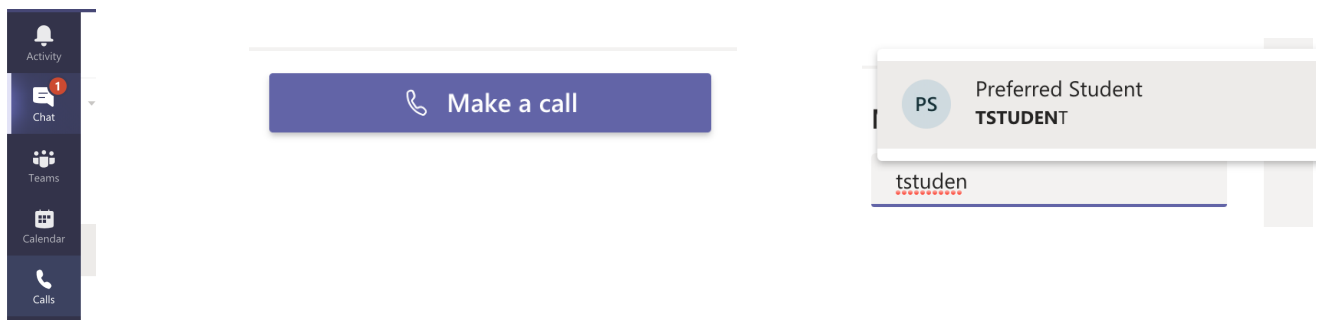 Activity
1
Chat
Teams
Calendar
Calls
Make a call
Preferred Student
PS
TSTUDENT
tstuden